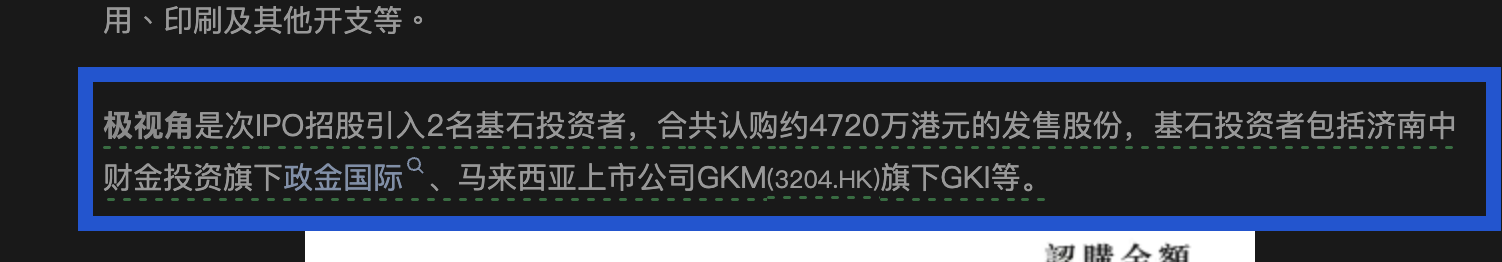 用、印刷及其他开支等。
极视角是次IPO招股引入2名基石投资者，合共认购约4720万港元的发售股份，基石投资者包括济南中
财金投资旗下政金国际、马来西亚上市公司GKM(3204.HK)旗下GKI等。
認購金額